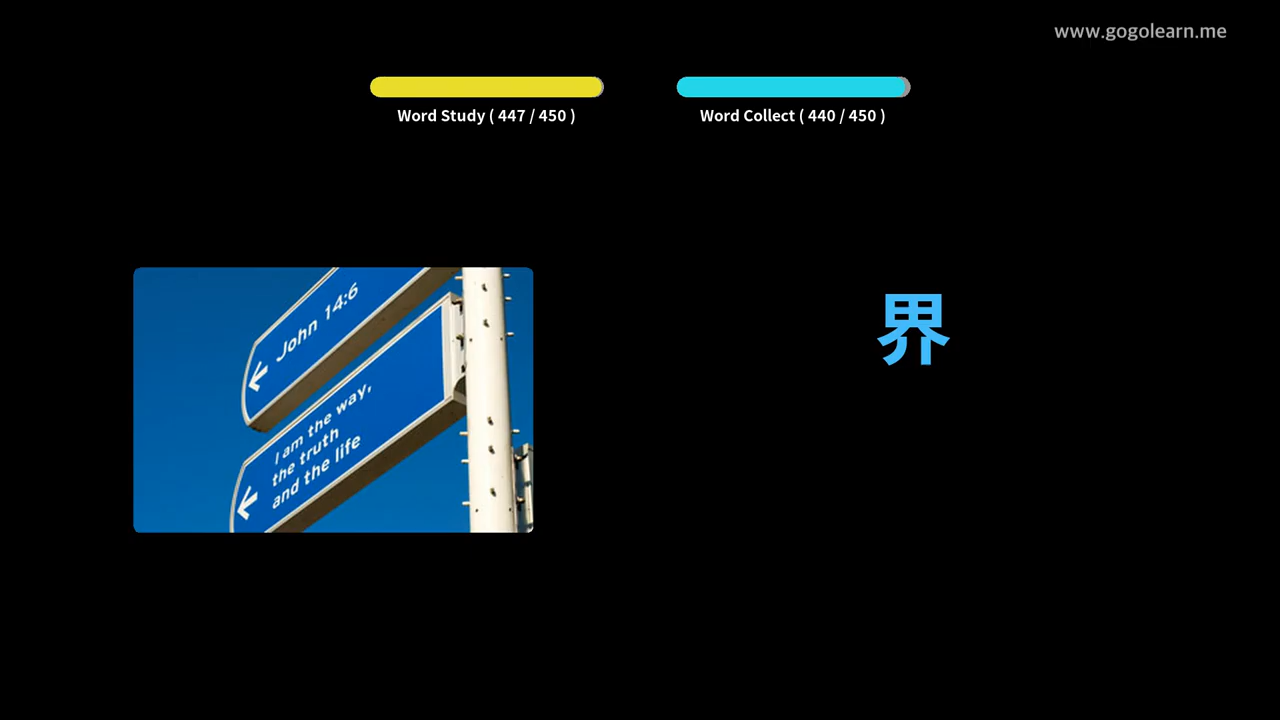 www.gogolearn.me
Word Study ( 447 / 450 )
Word Collect ( 440 / 450 )
John 14:6
I am the way,
the truth
and the life
界